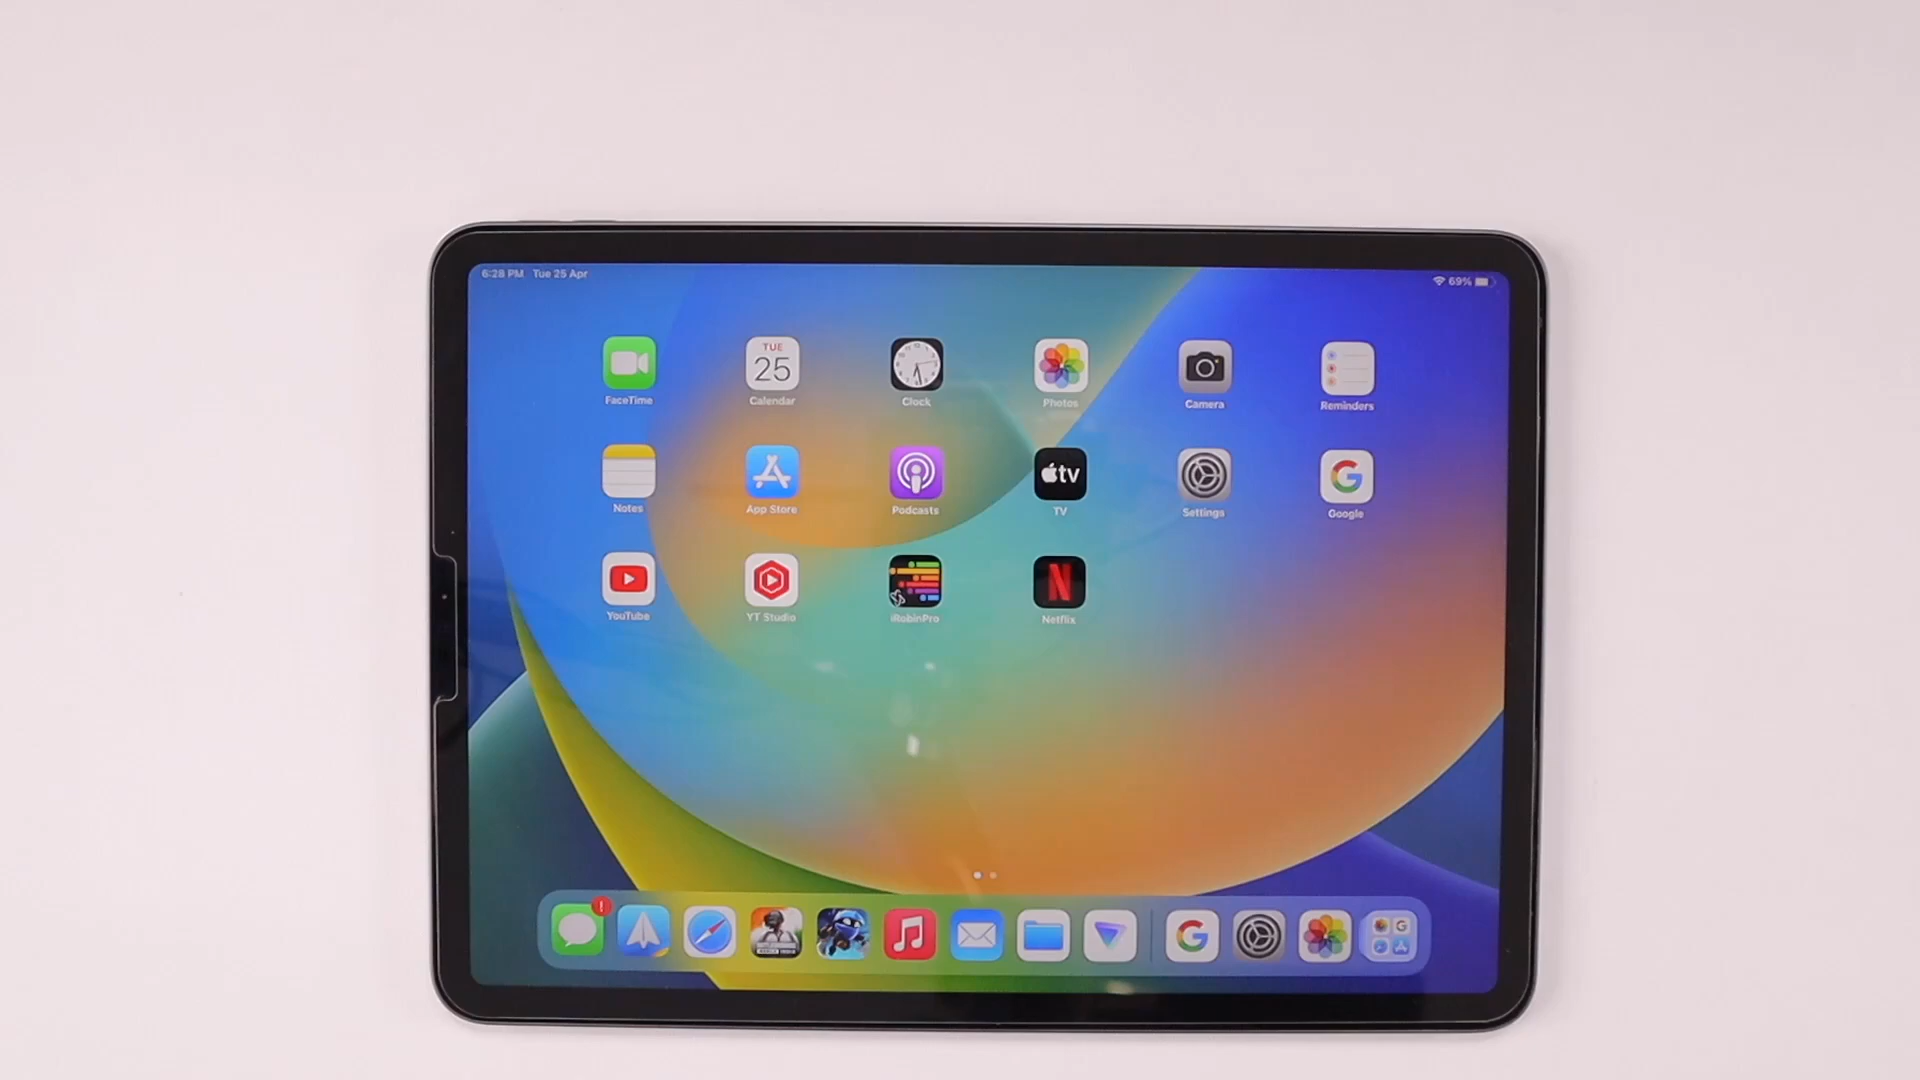 6:28 PM Tue 25 Apr
69%
TUE
25
tv
N
FaceTime Calendar Clock Photos Camera Reminders
Notes App Store Podcasts TV Settings Google
YouTube YT Studio iRobinPro Netflix
!